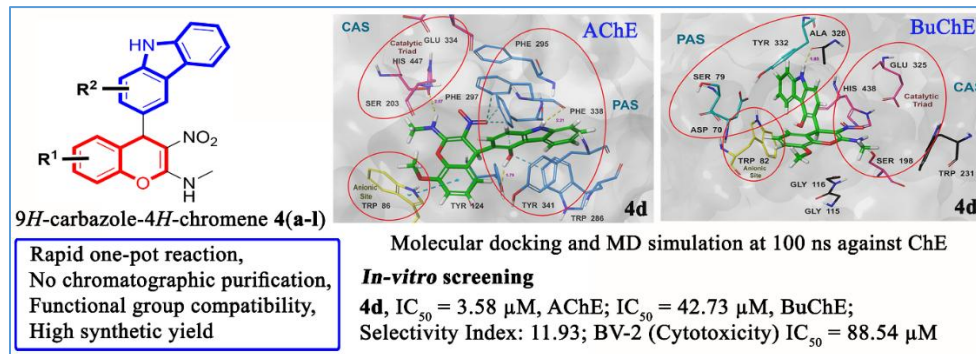 HN
R²
R¹
NO₂
O
N
H
9H-carbazole-4H-chromene 4(a-l)
Rapid one-pot reaction,
No chromatographic purification,
Functional group compatibility,
High synthetic yield
CAS
GLU 334
Catalytic
Triad
HIS 447
SER 203
PHE 295
AChE
PHE 297
PHE 338
PAS
Anionic
Site
TRP 86
TYR 124
TYR 341
TRP 286
4d
BuChE
PAS
TYR 332
ALA 328
SER 79
GLU 325
Catalytic
Triad
HIS 438
CAS
ASP 70
TRP 82
Anionic Site
SER 198
TRP 231
GLY 116
GLY 115
4d
Molecular docking and MD simulation at 100 ns against ChE
In-vitro screening
4d, IC₅₀ = 3.58 µM, AChE; IC₅₀ = 42.73 µM, BuChE;
Selectivity Index: 11.93; BV-2 (Cytotoxicity) IC₅₀ = 88.54 µM